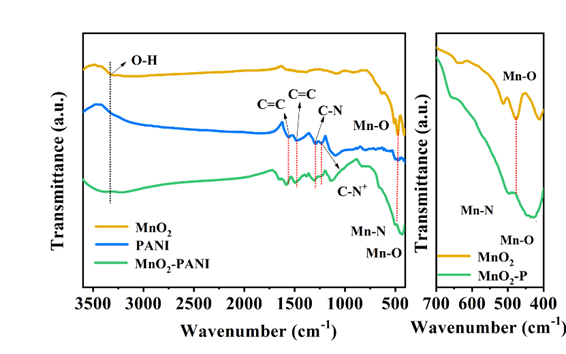 Transmittance (a.u.)
O-H
C=C
C=C
C-N
Mn-O
C-N⁺
Mn-N
Mn-O
MnO₂
PANI
MnO₂-PANI
3600 3000 2500 2000 1500 1000 500
Wavenumber (cm⁻¹)
Transmittance (a.u.)
Mn-O
Mn-N
Mn-O
MnO₂
MnO₂-P
700 600 500 400
Wavenumber (cm⁻¹)